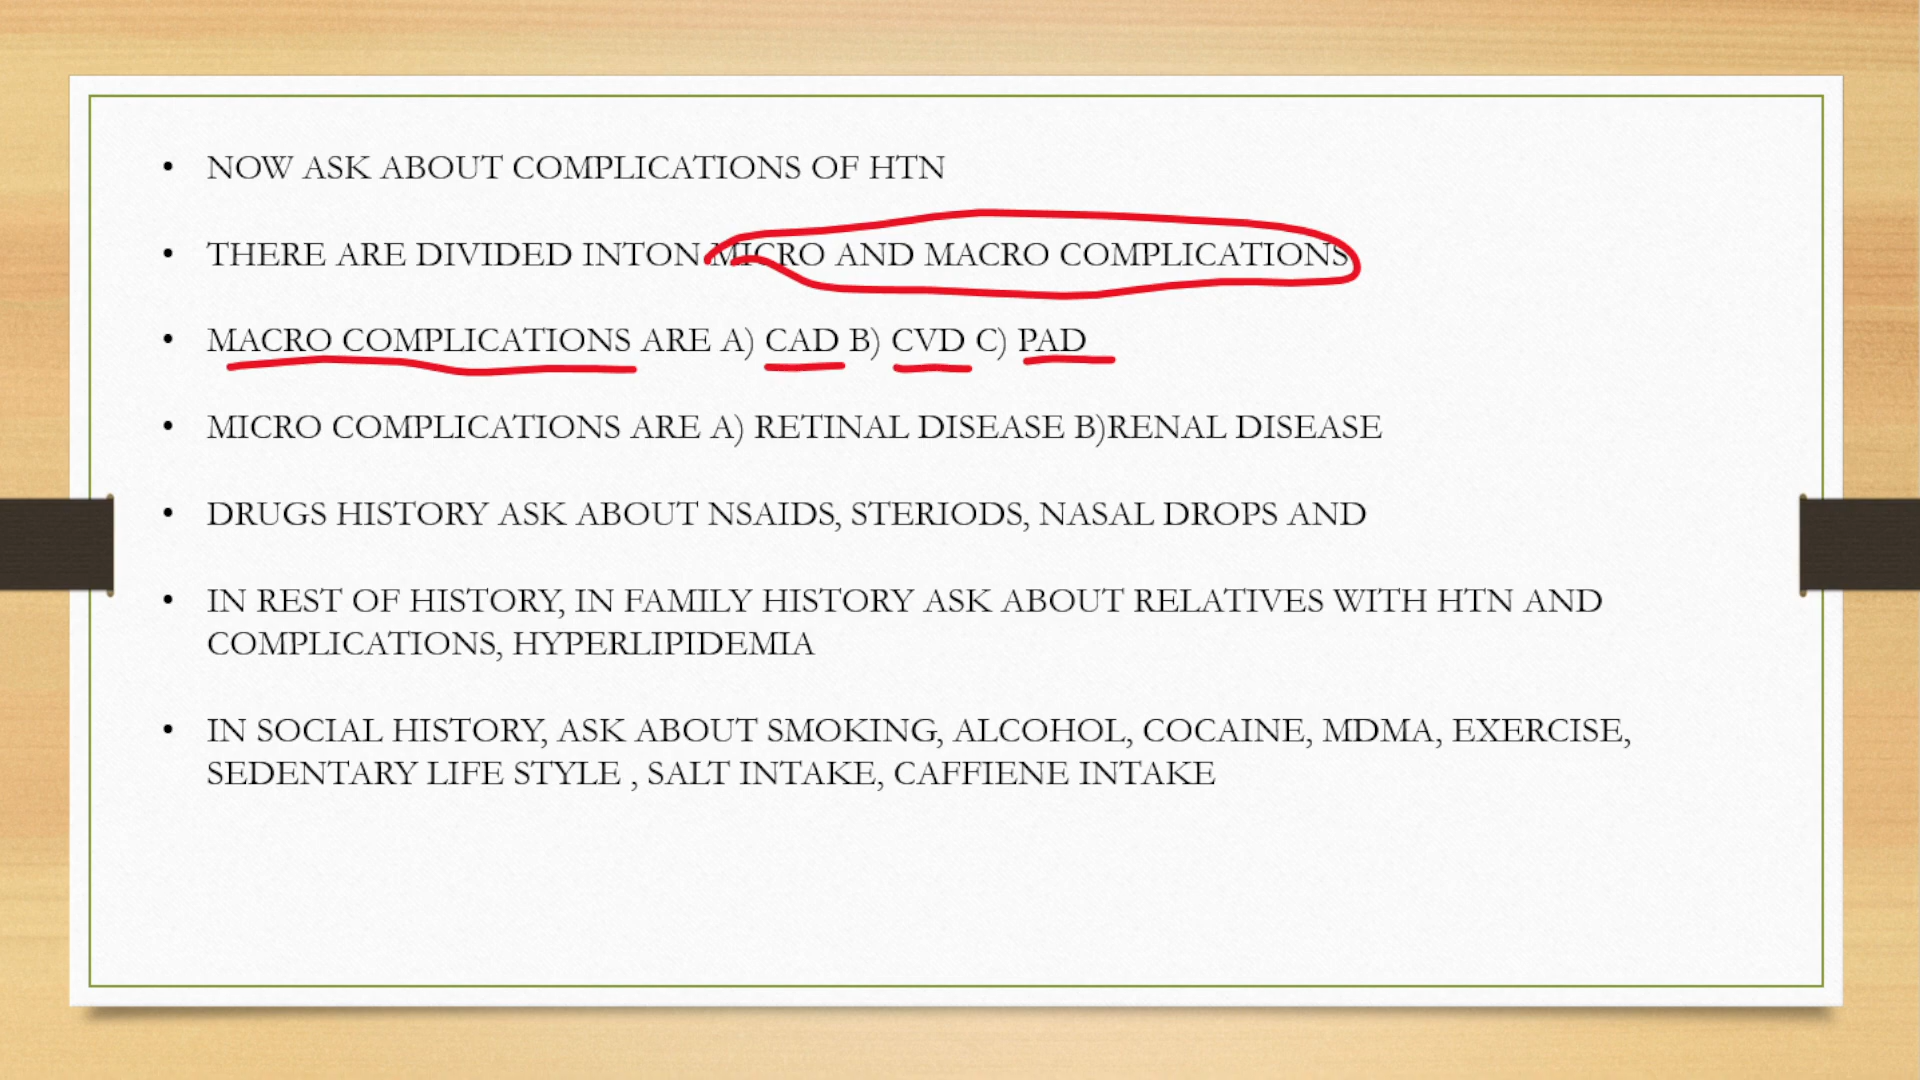 • NOW ASK ABOUT COMPLICATIONS OF HTN
• THERE ARE DIVIDED INTON MICRO AND MACRO COMPLICATIONS
• MACRO COMPLICATIONS ARE A) CAD B) CVD C) PAD
• MICRO COMPLICATIONS ARE A) RETINAL DISEASE B)RENAL DISEASE
• DRUGS HISTORY ASK ABOUT NSAIDS, STERIODS, NASAL DROPS AND
• IN REST OF HISTORY, IN FAMILY HISTORY ASK ABOUT RELATIVES WITH HTN AND
COMPLICATIONS, HYPERLIPIDEMIA
• IN SOCIAL HISTORY, ASK ABOUT SMOKING, ALCOHOL, COCAINE, MDMA, EXERCISE,
SEDENTARY LIFE STYLE , SALT INTAKE, CAFFIENE INTAKE